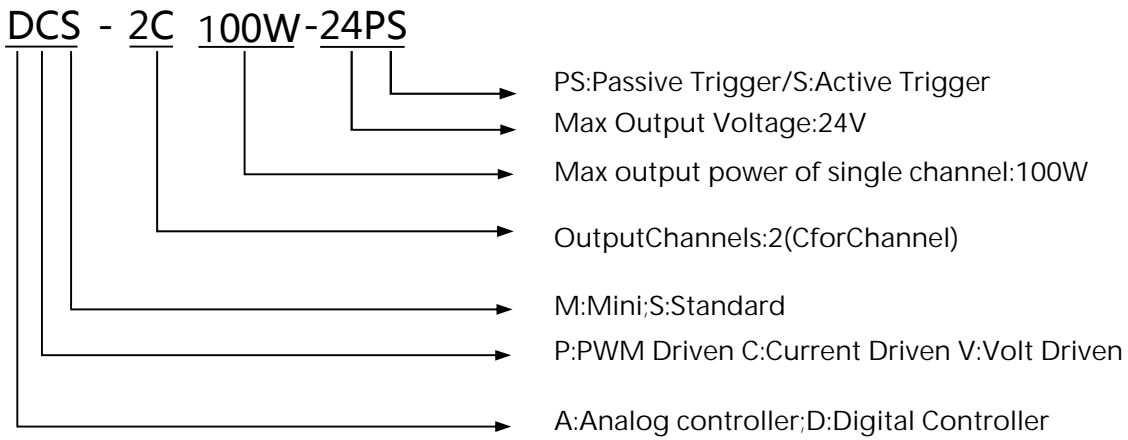 DCS - 2C 100W-24PS
PS:Passive Trigger/S:Active Trigger
Max Output Voltage:24V
Max output power of single channel:100W
OutputChannels:2(CforChannel)
M:Mini;S:Standard
P:PWM Driven C:Current Driven V:Volt Driven
A:Analog controller;D:Digital Controller